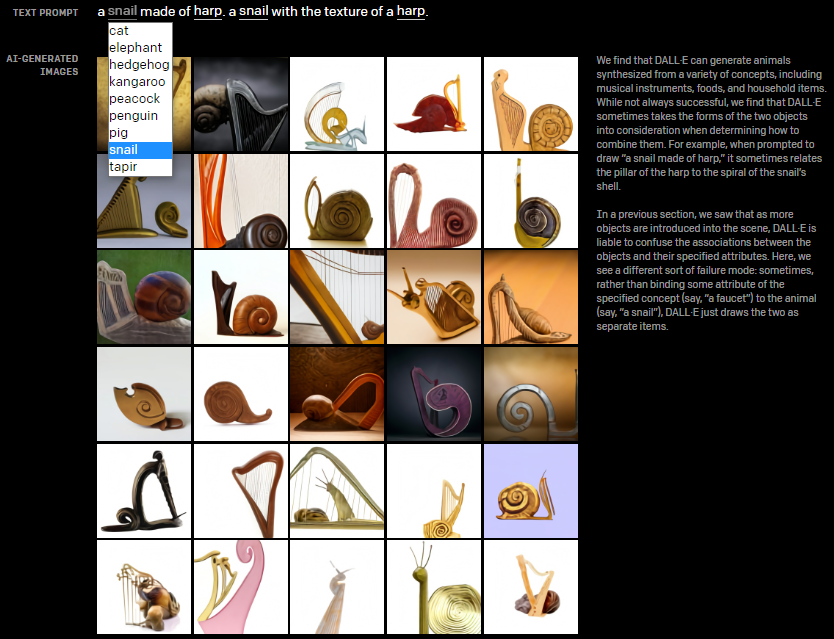 TEXT PROMPT
a snail made of harp. a snail with the texture of a harp.
cat
elephant
hedgehog
kangaroo
peacock
penguin
pig
snail
tapir
AI-GENERATED
IMAGES
We find that DALL·E can generate animals
synthesized from a variety of concepts, including
musical instruments, foods, and household items.
While not always successful, we find that DALL·E
sometimes takes the forms of the two objects
into consideration when determining how to
combine them. For example, when prompted to
draw “a snail made of harp,” it sometimes relates
the pillar of the harp to the spiral of the snail’s
shell.
In a previous section, we saw that as more
objects are introduced into the scene, DALL·E is
liable to confuse the associations between the
objects and their specified attributes. Here, we
see a different sort of failure mode: sometimes,
rather than binding some attribute of the
specified concept (say, “a faucet”) to the animal
(say, “a snail”), DALL·E just draws the two as
separate items.